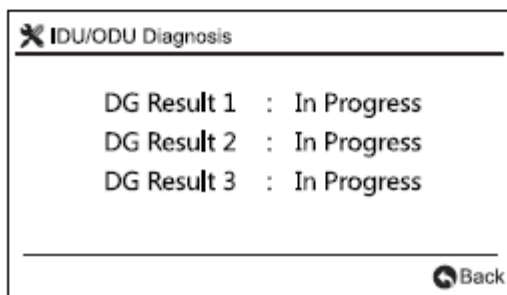 IDU/ODU Diagnosis
DG Result 1 : In Progress
DG Result 2 : In Progress
DG Result 3 : In Progress
Back